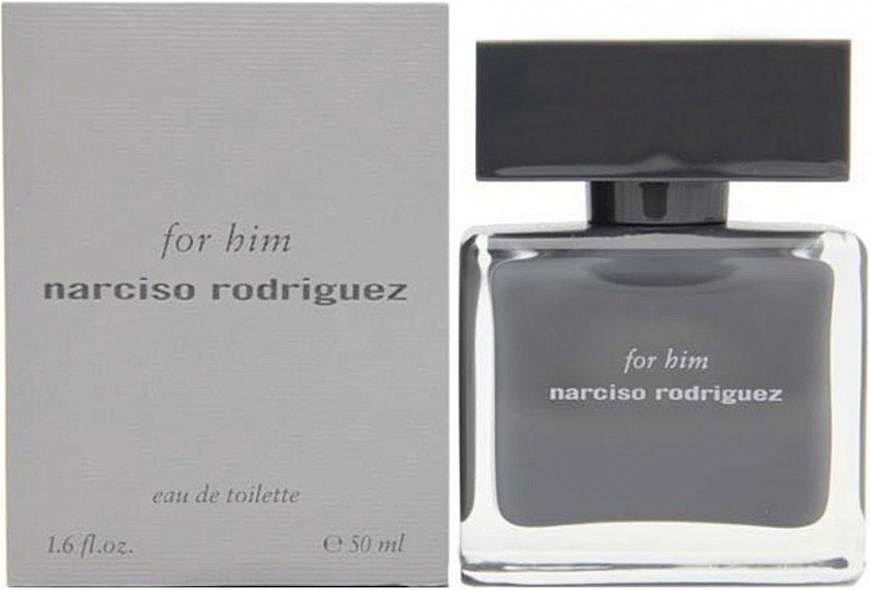 for him
narciso rodriguez
eau de toilette
1.6 fl.oz. ℮ 50 ml
for him
narciso rodriguez